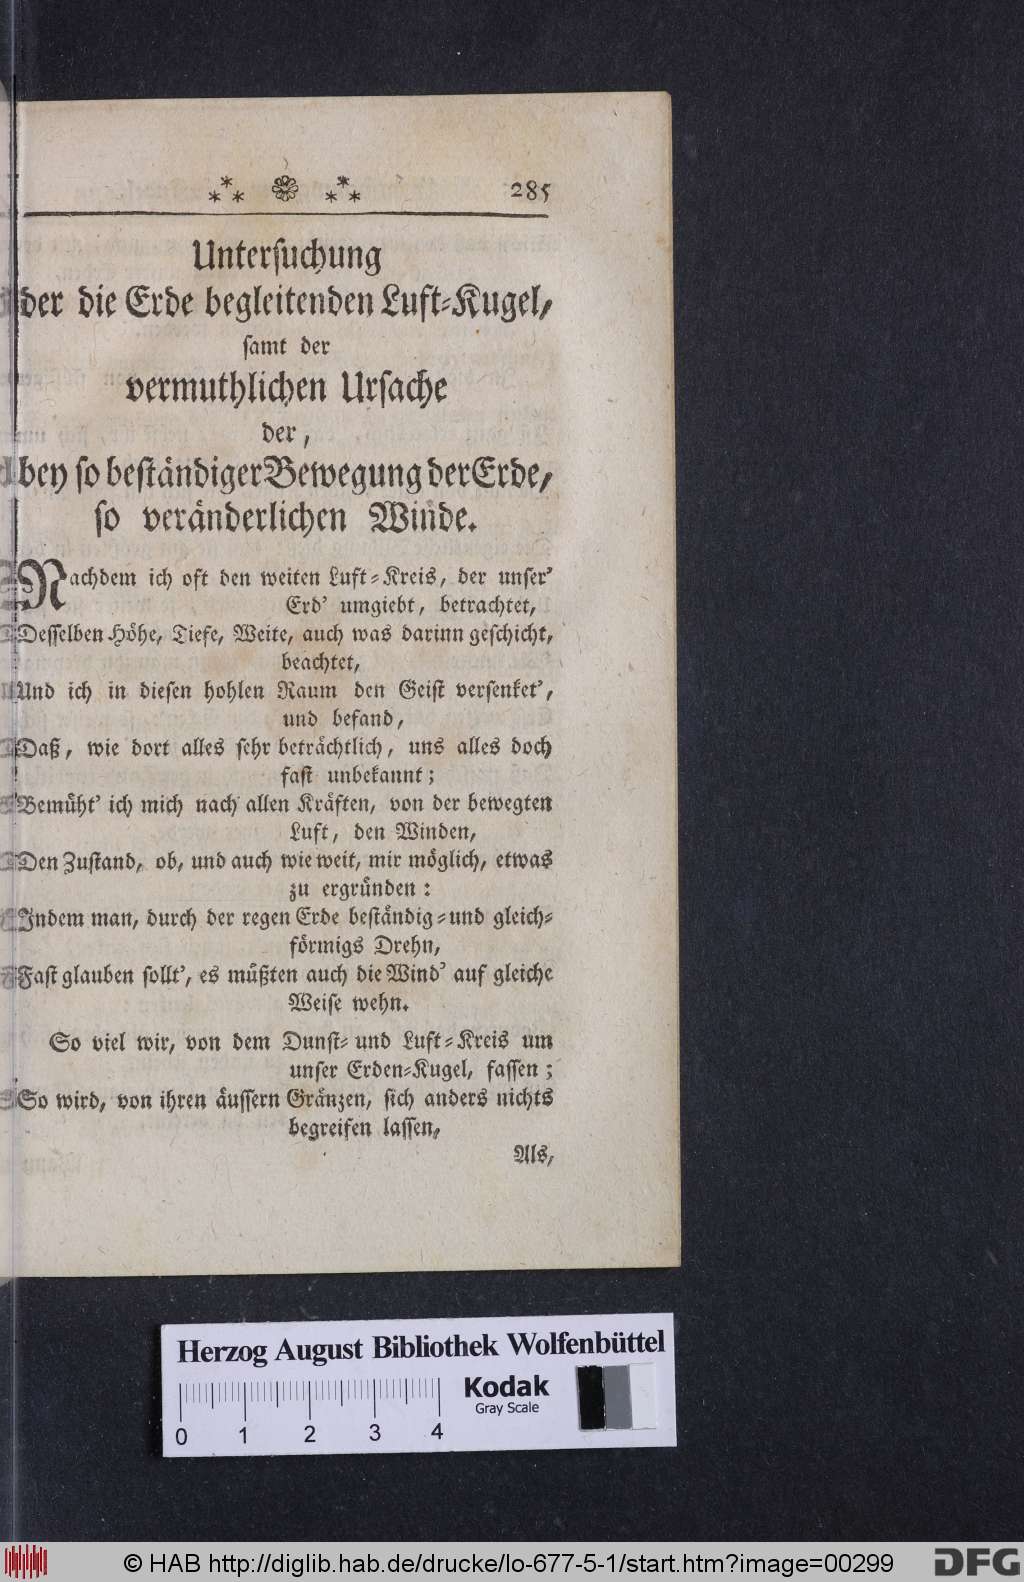 285
Untersuchung
der die Erde begleitenden Luft-Kugel,
samt der
vermuthlichen Ursache
der,
bey so beständiger Bewegung der Erde,
so veränderlichen Winde.
Nachdem ich oft den weiten Luft-Kreis, der unser'
Erd' umgiebt, betrachtet,
Desselben Höhe, Tiefe, Weite, auch was darinn geschicht,
beachtet,
Und ich in diesen hohlen Raum den Geist versenket',
und befand,
Daß, wie dort alles sehr beträchtlich, uns alles doch
fast unbekannt;
Bemüht' ich mich nach allen Kräften, von der bewegten
Luft, den Winden,
Den Zustand, ob, und auch wie weit, mir möglich, etwas
zu ergründen:
Indem man, durch der regen Erde beständig-und gleich-
förmigs Drehn,
Fast glauben sollt', es müßten auch die Wind' auf gleiche
Weise wehn.
So viel wir, von dem Dunst-und Luft-Kreis um
unser Erden-Kugel, fassen;
So wird, von ihren äussern Gränzen, sich anders nichts
begreifen lassen,
Als,
Herzog August Bibliothek Wolfenbüttel
Kodak
Gray Scale
0 1 2 3 4
© HAB http://diglib.hab.de/drucke/lo-677-5-1/start.htm?image=00299
DFG